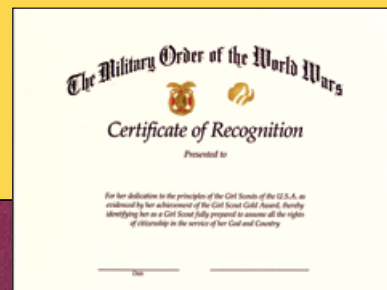 The Military Order of the World Wars
Certificate of Recognition
Presented to
For her dedication to the principles of the Girl Scouts of the U.S.A. as
evidenced by her achievement of the Girl Scout Gold Award, thereby
identifying her as a Girl Scout fully prepared to assume all the rights
of citizenship in the service of her God and Country.
Date